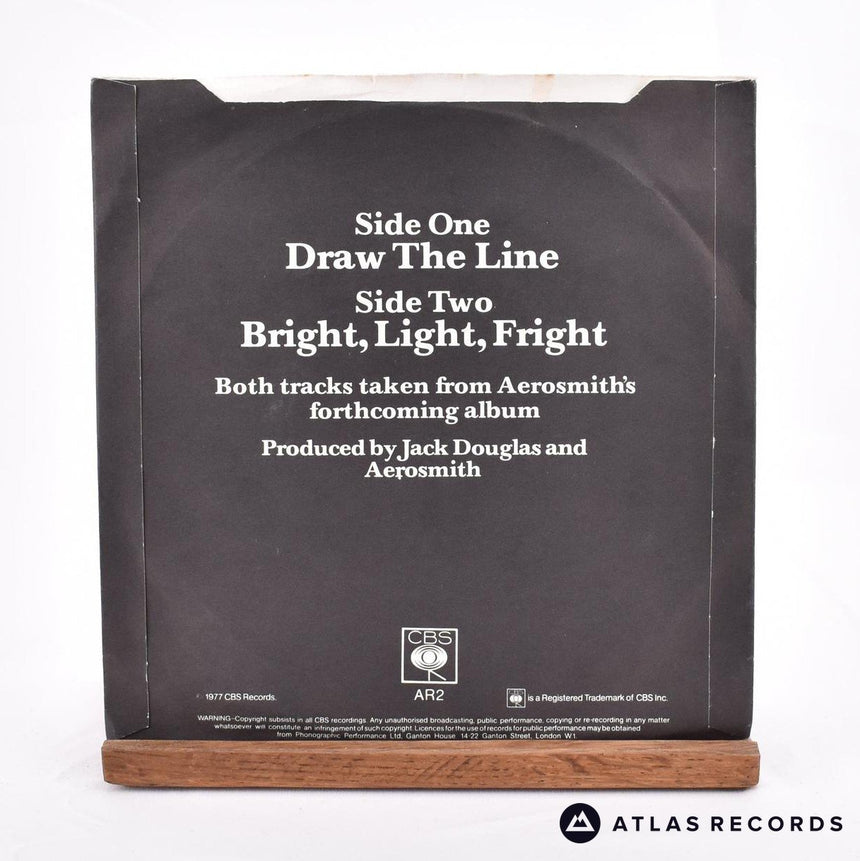 Side One
Draw The Line
Side Two
Bright, Light, Fright
Both tracks taken from Aerosmith's
forthcoming album
Produced by Jack Douglas and
Aerosmith
CBS
AR2
1977 CBS Records.
is a Registered Trademark of CBS Inc.
WARNING–Copyright subsists in all CBS recordings. Any unauthorised broadcasting, public performance, copying or re-recording in any matter
whatsoever will constitute an infringement of such copyright. Licences for the use of records for public performance may be obtained
from Phonographic Performance Ltd, Ganton House, 14-22 Ganton Street, London W1.
ATLAS RECORDS